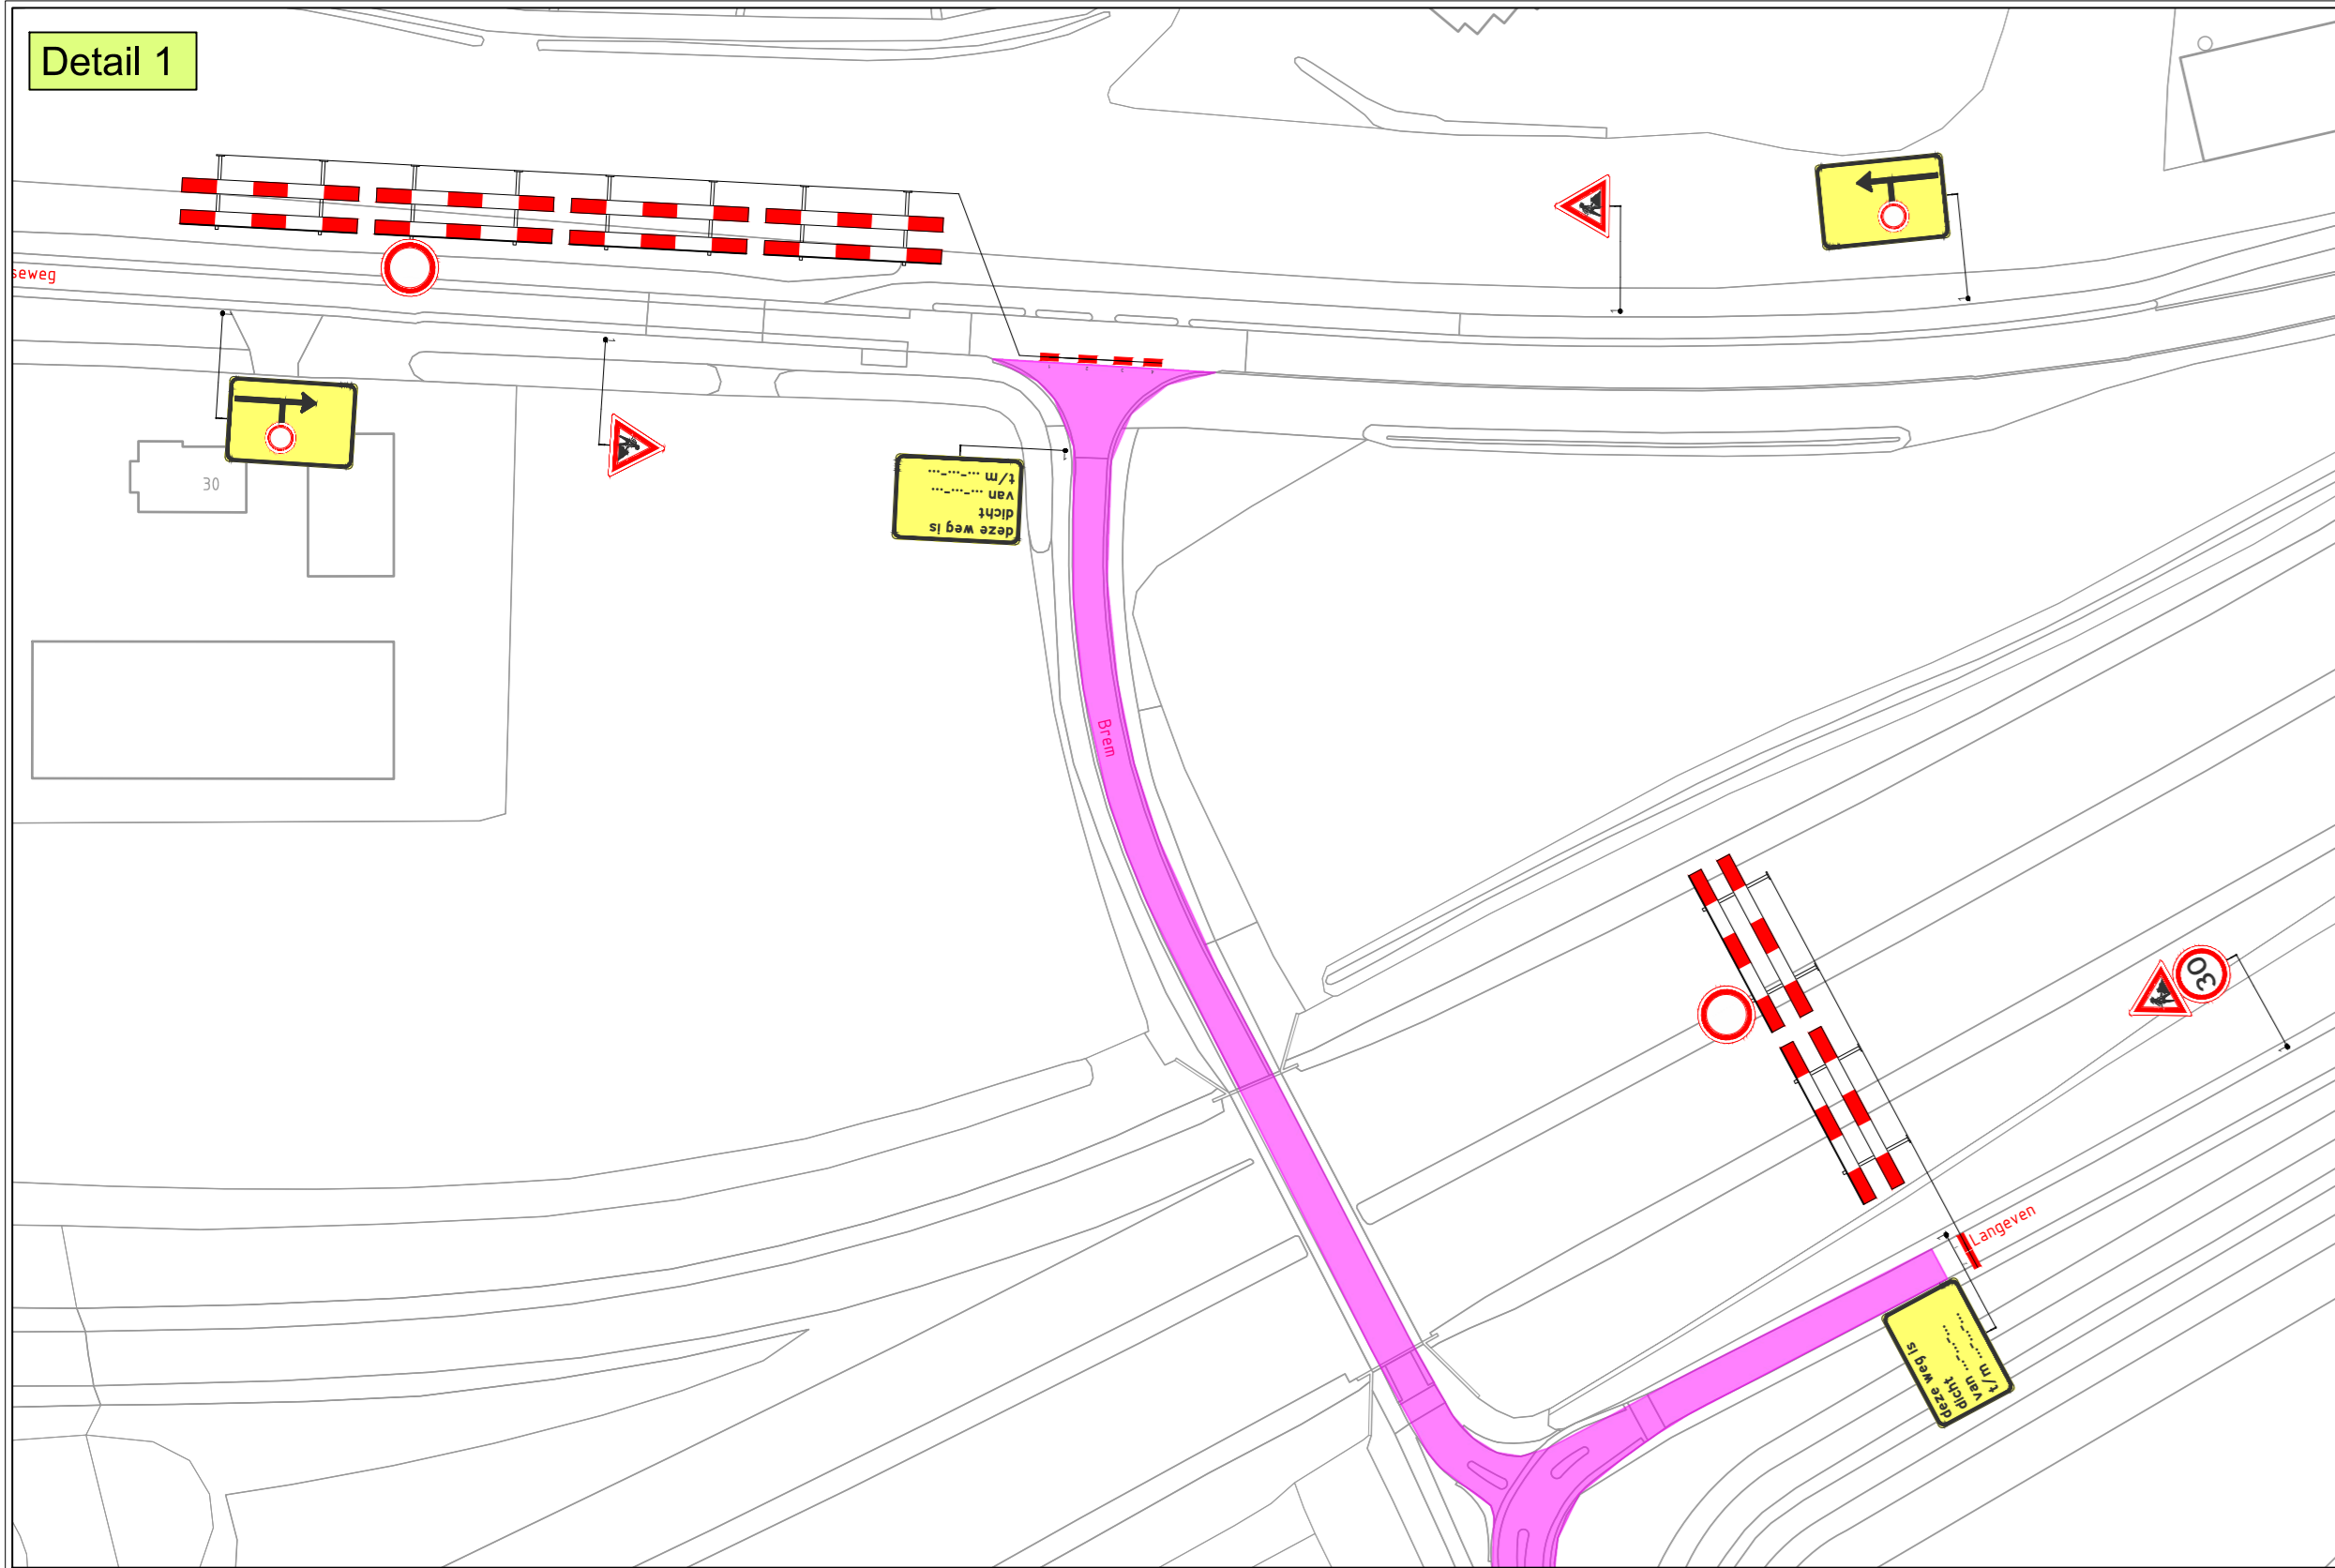 Detail 1
seweg
30
deze weg is
dicht
van ...-...-...
t/m ...-...-...
Brem
30
Langeven
deze weg is
dicht
van ...-...-...
t/m ...-...-...